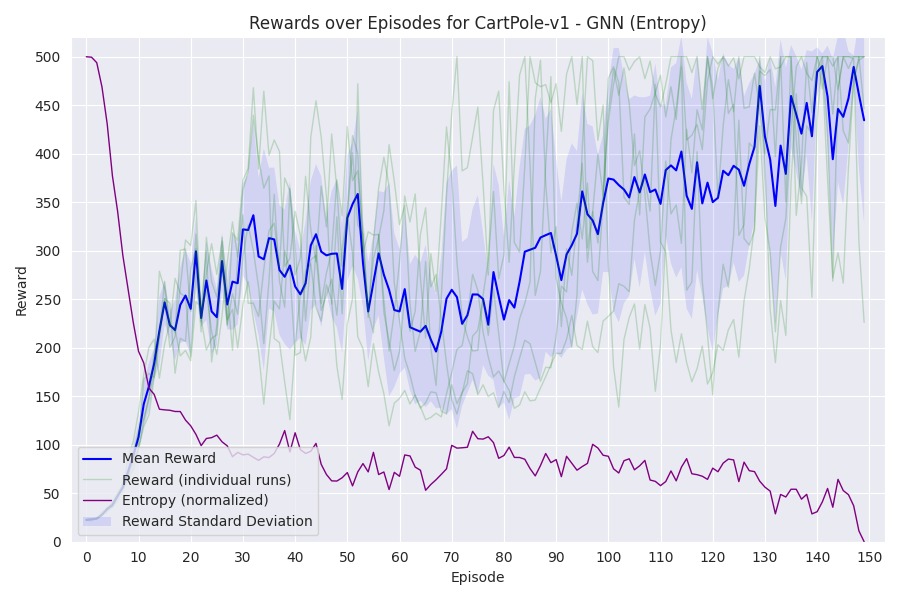 Rewards over Episodes for CartPole-v1 - GNN (Entropy)
500
450
400
350
300
250
200
150
100
50
0
Reward
Mean Reward
Reward (individual runs)
Entropy (normalized)
Reward Standard Deviation
0 10 20 30 40 50 60 70 80 90 100 110 120 130 140 150
Episode